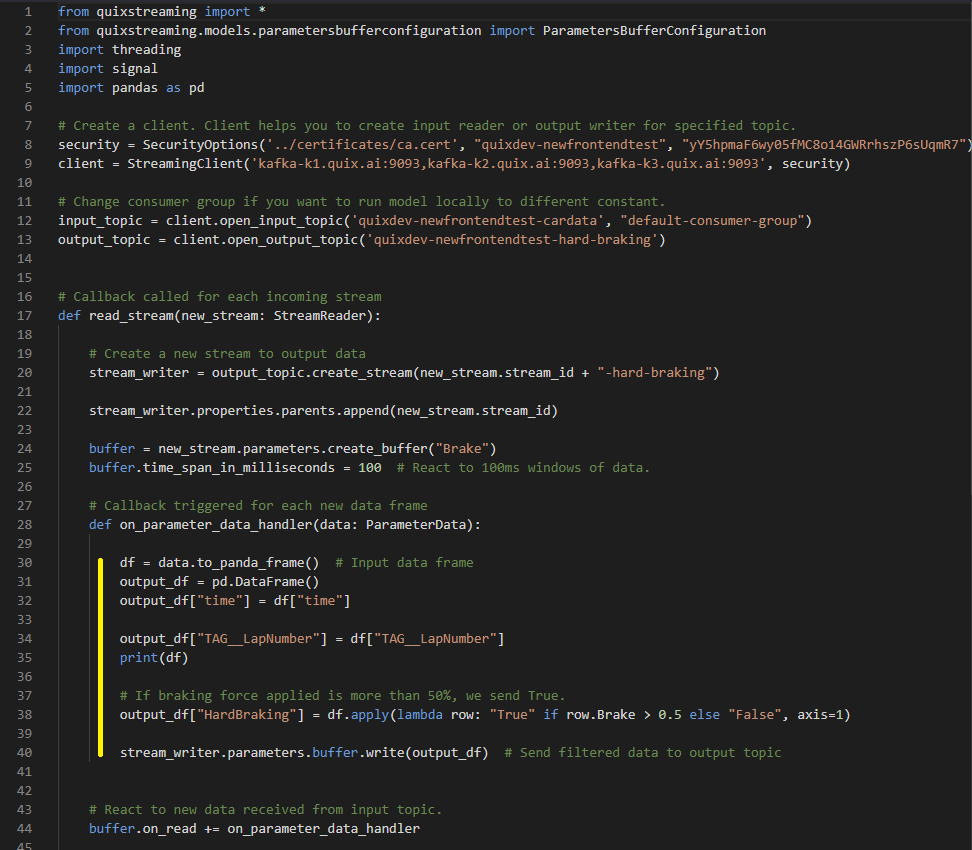 1 from quixstreaming import *
2 from quixstreaming.models.parametersbufferconfiguration import ParametersBufferConfiguration
3 import threading
4 import signal
5 import pandas as pd
6
7 # Create a client. Client helps you to create input reader or output writer for specified topic.
8 security = SecurityOptions('../certificates/ca.cert', "quixdev-newfrontendtest", "yY5hpmaF6wy05fMC8o14GWRrhszP6sUqmR7")
9 client = StreamingClient('kafka-k1.quix.ai:9093,kafka-k2.quix.ai:9093,kafka-k3.quix.ai:9093', security)
10
11 # Change consumer group if you want to run model locally to different constant.
12 input_topic = client.open_input_topic('quixdev-newfrontendtest-cardata', "default-consumer-group")
13 output_topic = client.open_output_topic('quixdev-newfrontendtest-hard-braking')
14
15
16 # Callback called for each incoming stream
17 def read_stream(new_stream: StreamReader):
18
19     # Create a new stream to output data
20     stream_writer = output_topic.create_stream(new_stream.stream_id + "-hard-braking")
21
22     stream_writer.properties.parents.append(new_stream.stream_id)
23
24     buffer = new_stream.parameters.create_buffer("Brake")
25     buffer.time_span_in_milliseconds = 100  # React to 100ms windows of data.
26
27     # Callback triggered for each new data frame
28     def on_parameter_data_handler(data: ParameterData):
29
30         df = data.to_panda_frame()  # Input data frame
31         output_df = pd.DataFrame()
32         output_df["time"] = df["time"]
33
34         output_df["TAG__LapNumber"] = df["TAG__LapNumber"]
35         print(df)
36
37         # If braking force applied is more than 50%, we send True.
38         output_df["HardBraking"] = df.apply(lambda row: "True" if row.Brake > 0.5 else "False", axis=1)
39
40         stream_writer.parameters.buffer.write(output_df)  # Send filtered data to output topic
41
42
43     # React to new data received from input topic.
44     buffer.on_read += on_parameter_data_handler
45